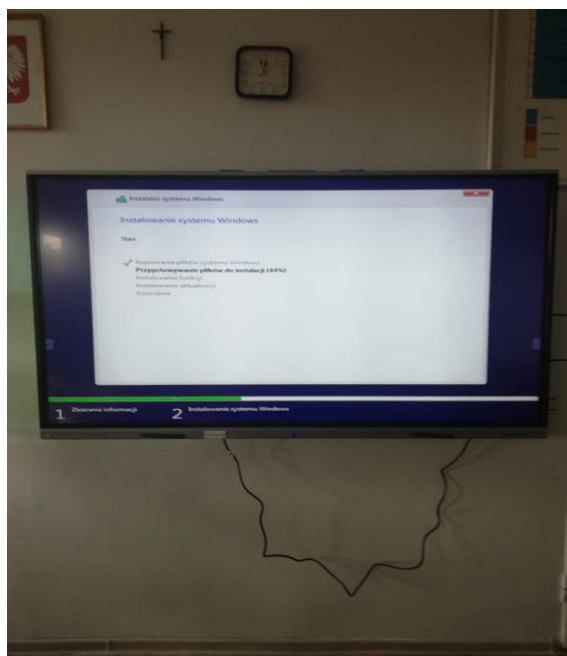 Instalator systemu Windows
Instalowanie systemu Windows
Stan
Kopiowanie plików systemu Windows
Przygotowywanie plików do instalacji (44%)
Instalowanie funkcji
Instalowanie aktualizacji
Kończenie
1 Zbieranie informacji
2 Instalowanie systemu Windows